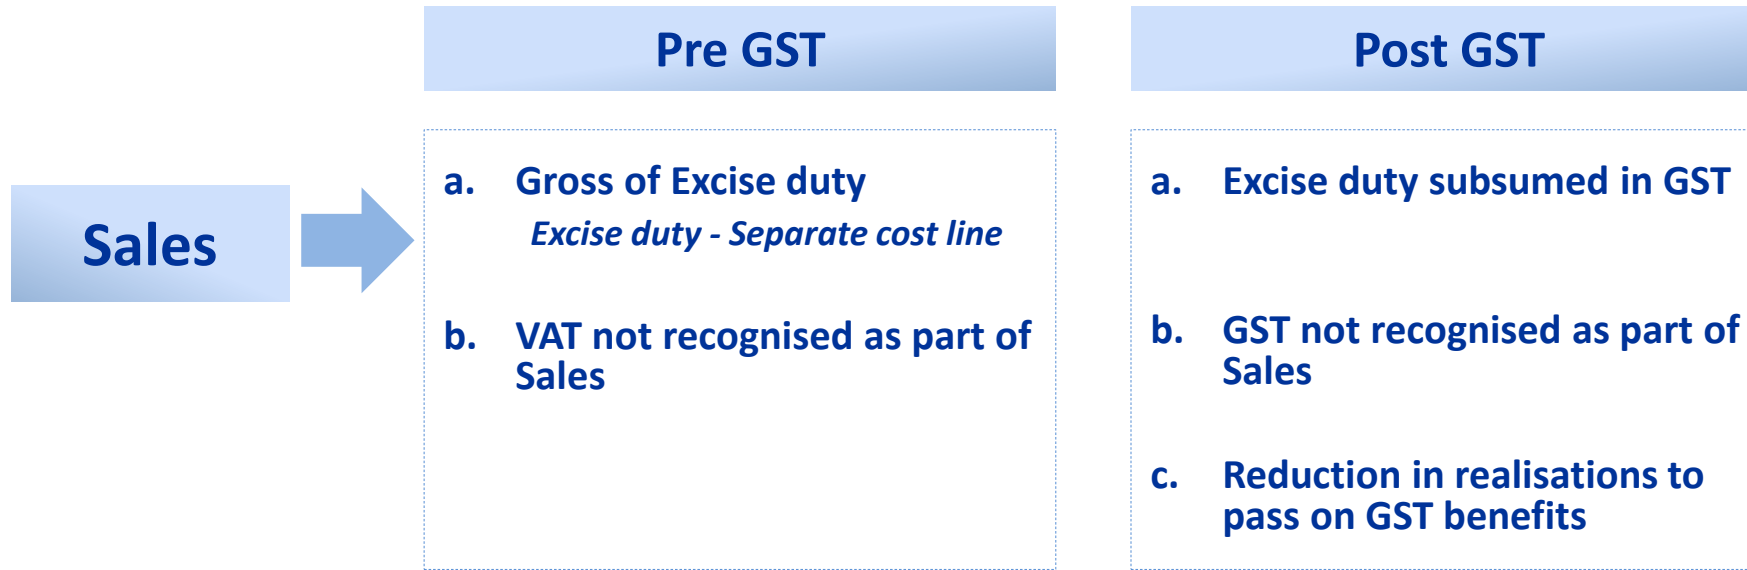 Pre GST
Post GST
Sales
a. Gross of Excise duty
Excise duty - Separate cost line
b. VAT not recognised as part of
Sales
a. Excise duty subsumed in GST
b. GST not recognised as part of
Sales
c. Reduction in realisations to
pass on GST benefits